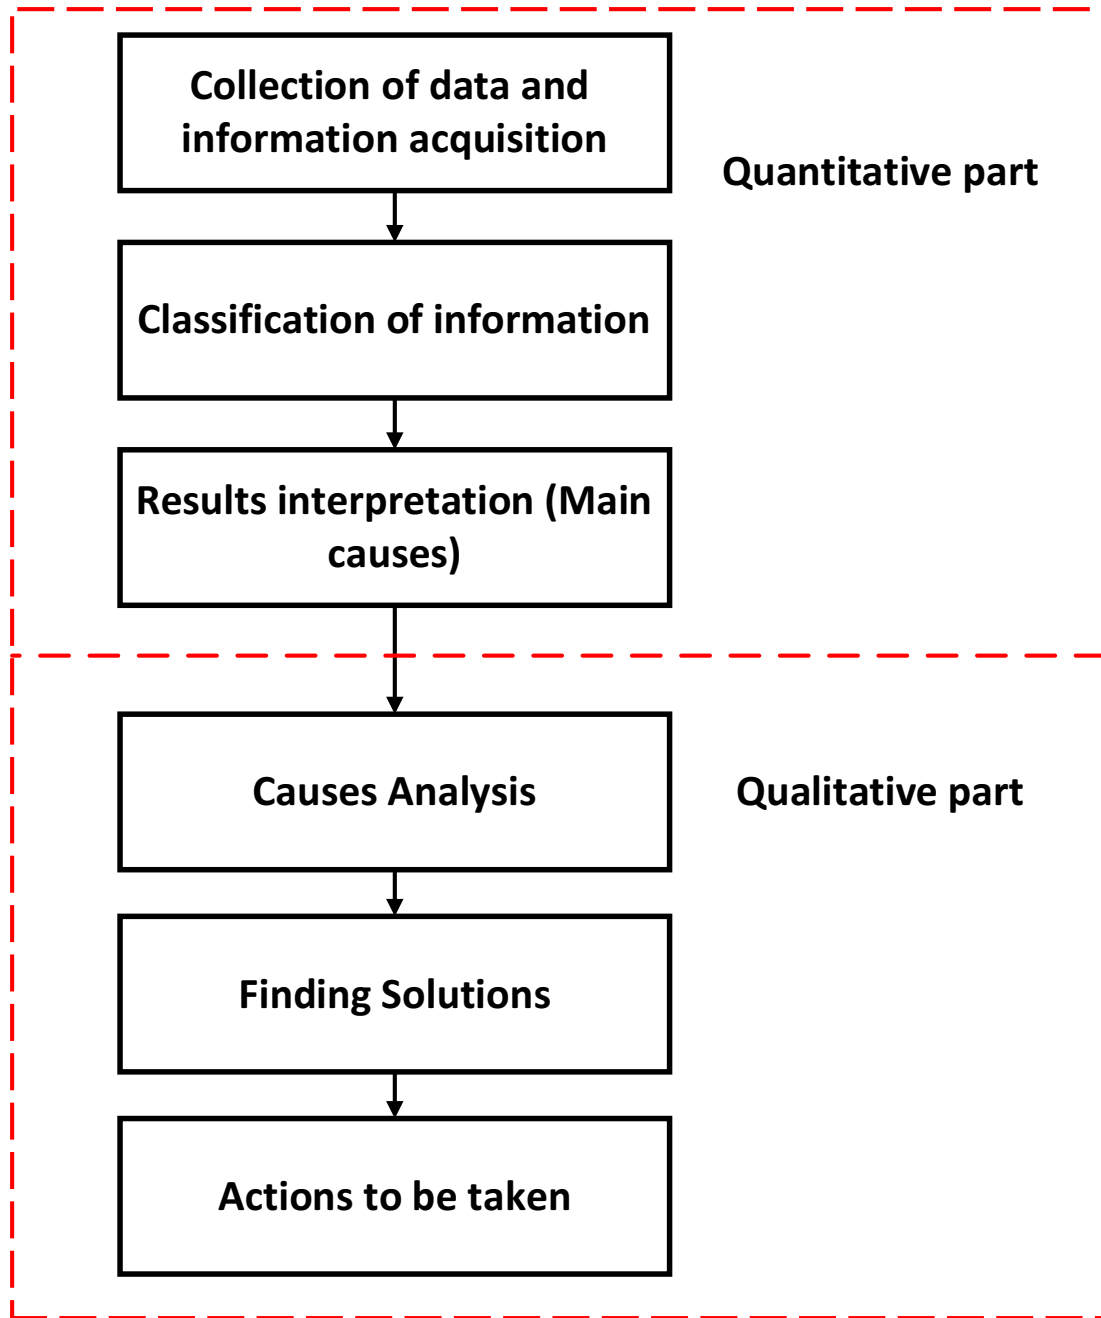 Collection of data and
information acquisition
Quantitative part
Classification of information
Results interpretation (Main
causes)
Causes Analysis
Qualitative part
Finding Solutions
Actions to be taken